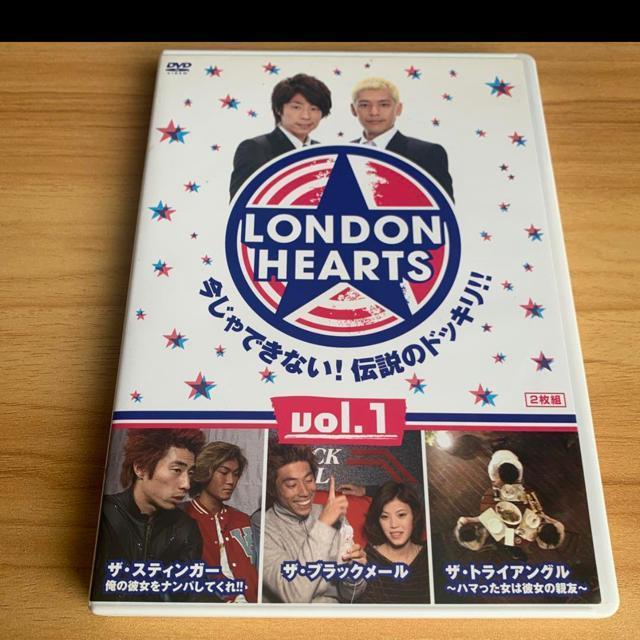 DVD
VIDEO
LONDON
HEARTS
今じゃできない!伝説のドッキリ!!
2枚組
vol.1
CK
L
ザ・スティンガー
俺の彼女をナンパしてくれ!!
ザ・ブラックメール
ザ・トライアングル
~ハマった女は彼女の親友~